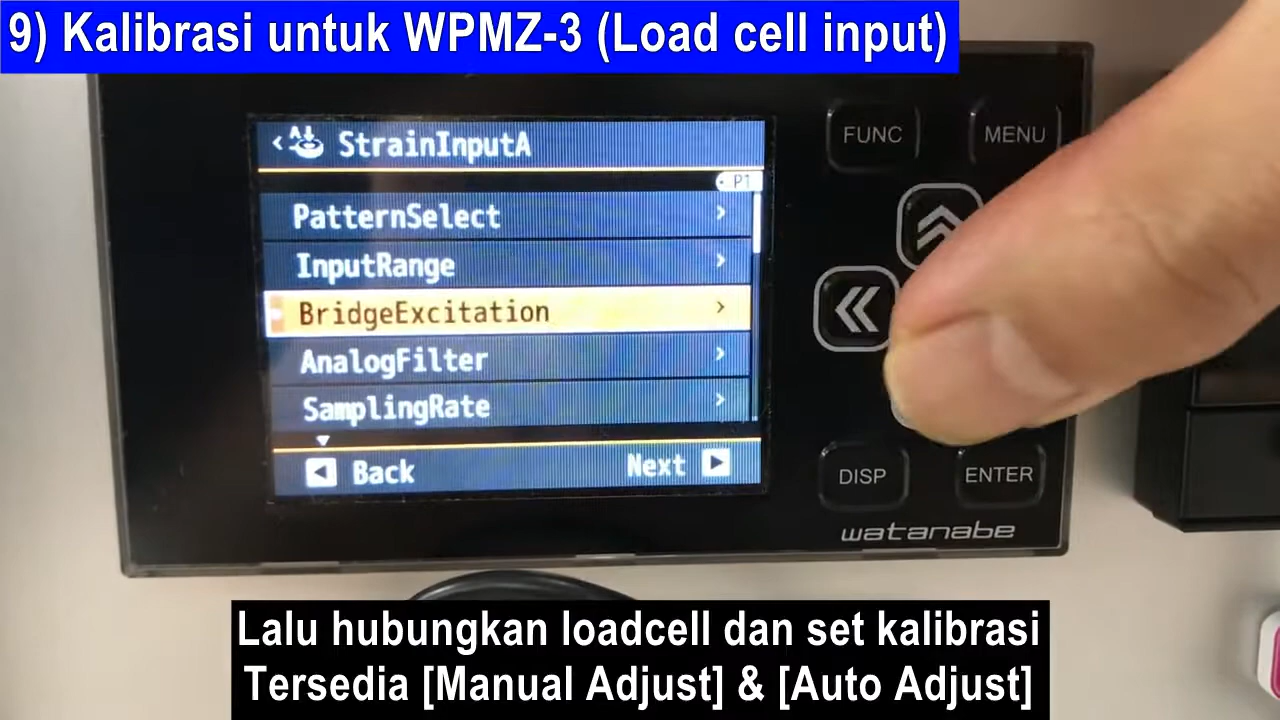 9) Kalibrasi untuk WPMZ-3 (Load cell input)
StrainInputA
P1
PatternSelect
InputRange
BridgeExcitation
AnalogFilter
SamplingRate
Back Next
FUNC MENU
DISP ENTER
watanabe
Lalu hubungkan loadcell dan set kalibrasi
Tersedia [Manual Adjust] & [Auto Adjust]